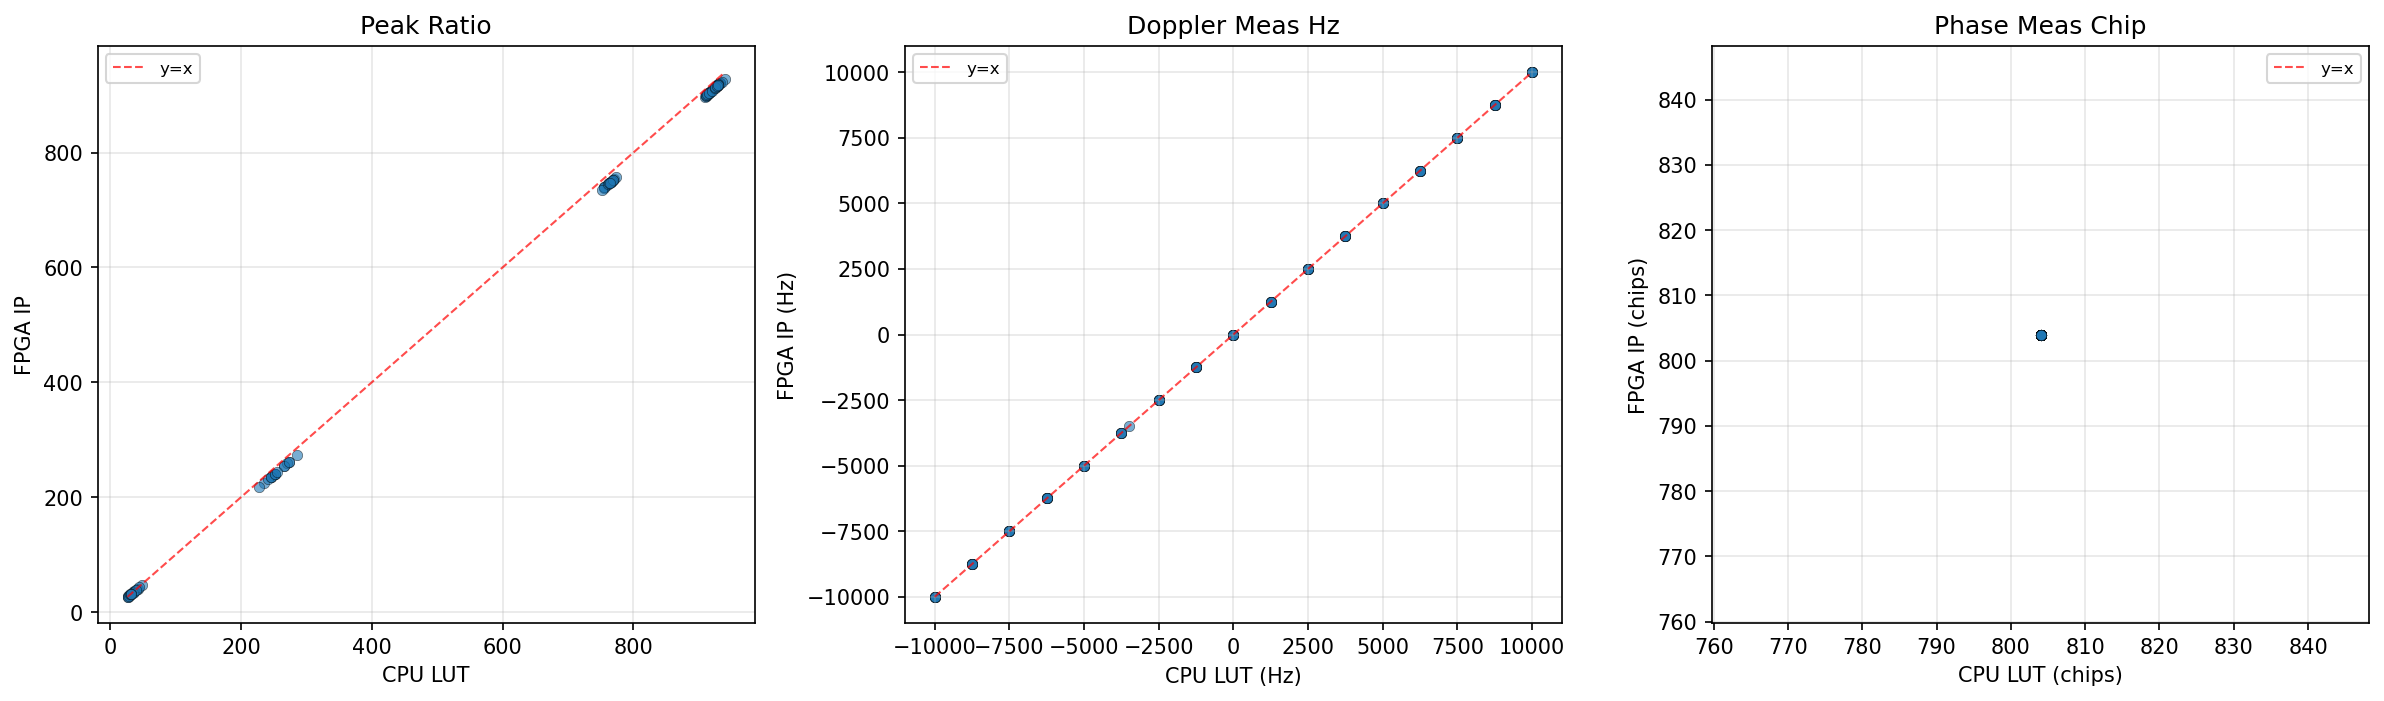 Peak Ratio
y=x
800
600
400
200
0
0 200 400 600 800
FPGA IP
CPU LUT
Doppler Meas Hz
y=x
10000
7500
5000
2500
0
−2500
−5000
−7500
−10000
−10000 −7500 −5000 −2500 0 2500 5000 7500 10000
FPGA IP (Hz)
CPU LUT (Hz)
Phase Meas Chip
y=x
840
830
820
810
800
790
780
770
760
760 770 780 790 800 810 820 830 840
FPGA IP (chips)
CPU LUT (chips)